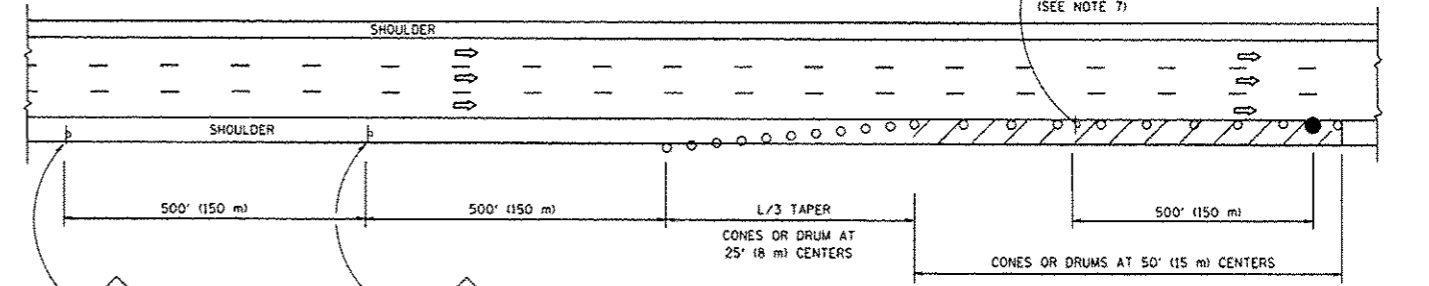 (SEE NOTE 7)
SHOULDER
SHOULDER
500' (150 m)
500' (150 m)
L/3 TAPER
500' (150 m)
CONES OR DRUM AT
25' (8 m) CENTERS
CONES OR DRUMS AT 50' (15 m) CENTERS